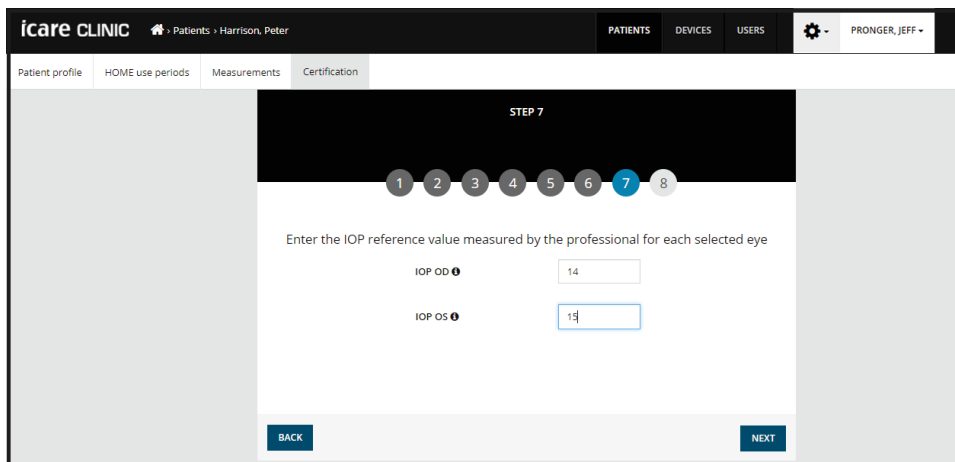 icare CLINIC › Patients › Harrison, Peter PATIENTS DEVICES USERS PRONGER, JEFF
Patient profile HOME use periods Measurements Certification
STEP 7
1 2 3 4 5 6 7 8
Enter the IOP reference value measured by the professional for each selected eye
IOP OD 14
IOP OS 15
BACK NEXT